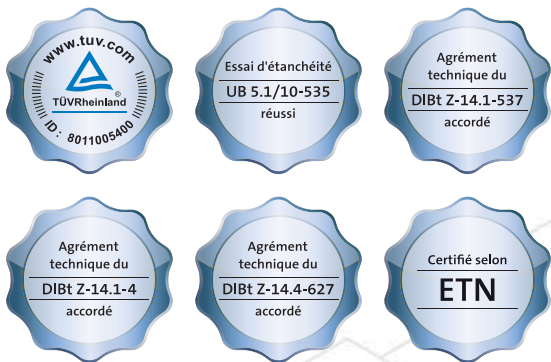 www.tuv.com
TÜVRheinland®
ID: 8011005400
Essai d'étanchéité
UB 5.1/10-535
réussi
Agrément
technique du
DIBt Z-14.1-537
accordé
Agrément
technique du
DIBt Z-14.1-4
accordé
Agrément
technique du
DIBt Z-14.4-627
accordé
Certifié selon
ETN